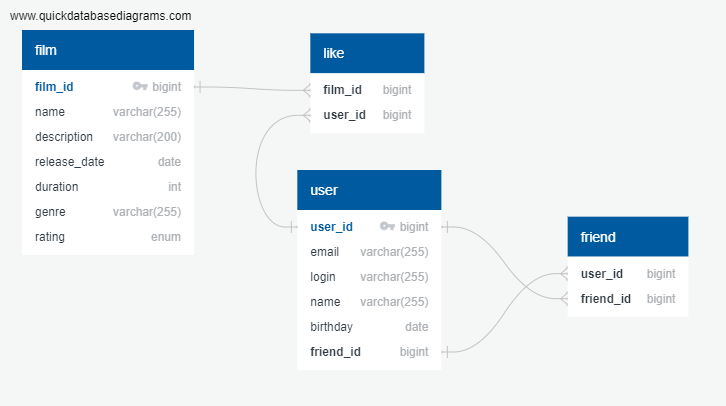 www.quickdatabasediagrams.com
film
film_id bigint
name varchar(255)
description varchar(200)
release_date date
duration int
genre varchar(255)
rating enum
like
film_id bigint
user_id bigint
user
user_id bigint
email varchar(255)
login varchar(255)
name varchar(255)
birthday date
friend_id bigint
friend
user_id bigint
friend_id bigint